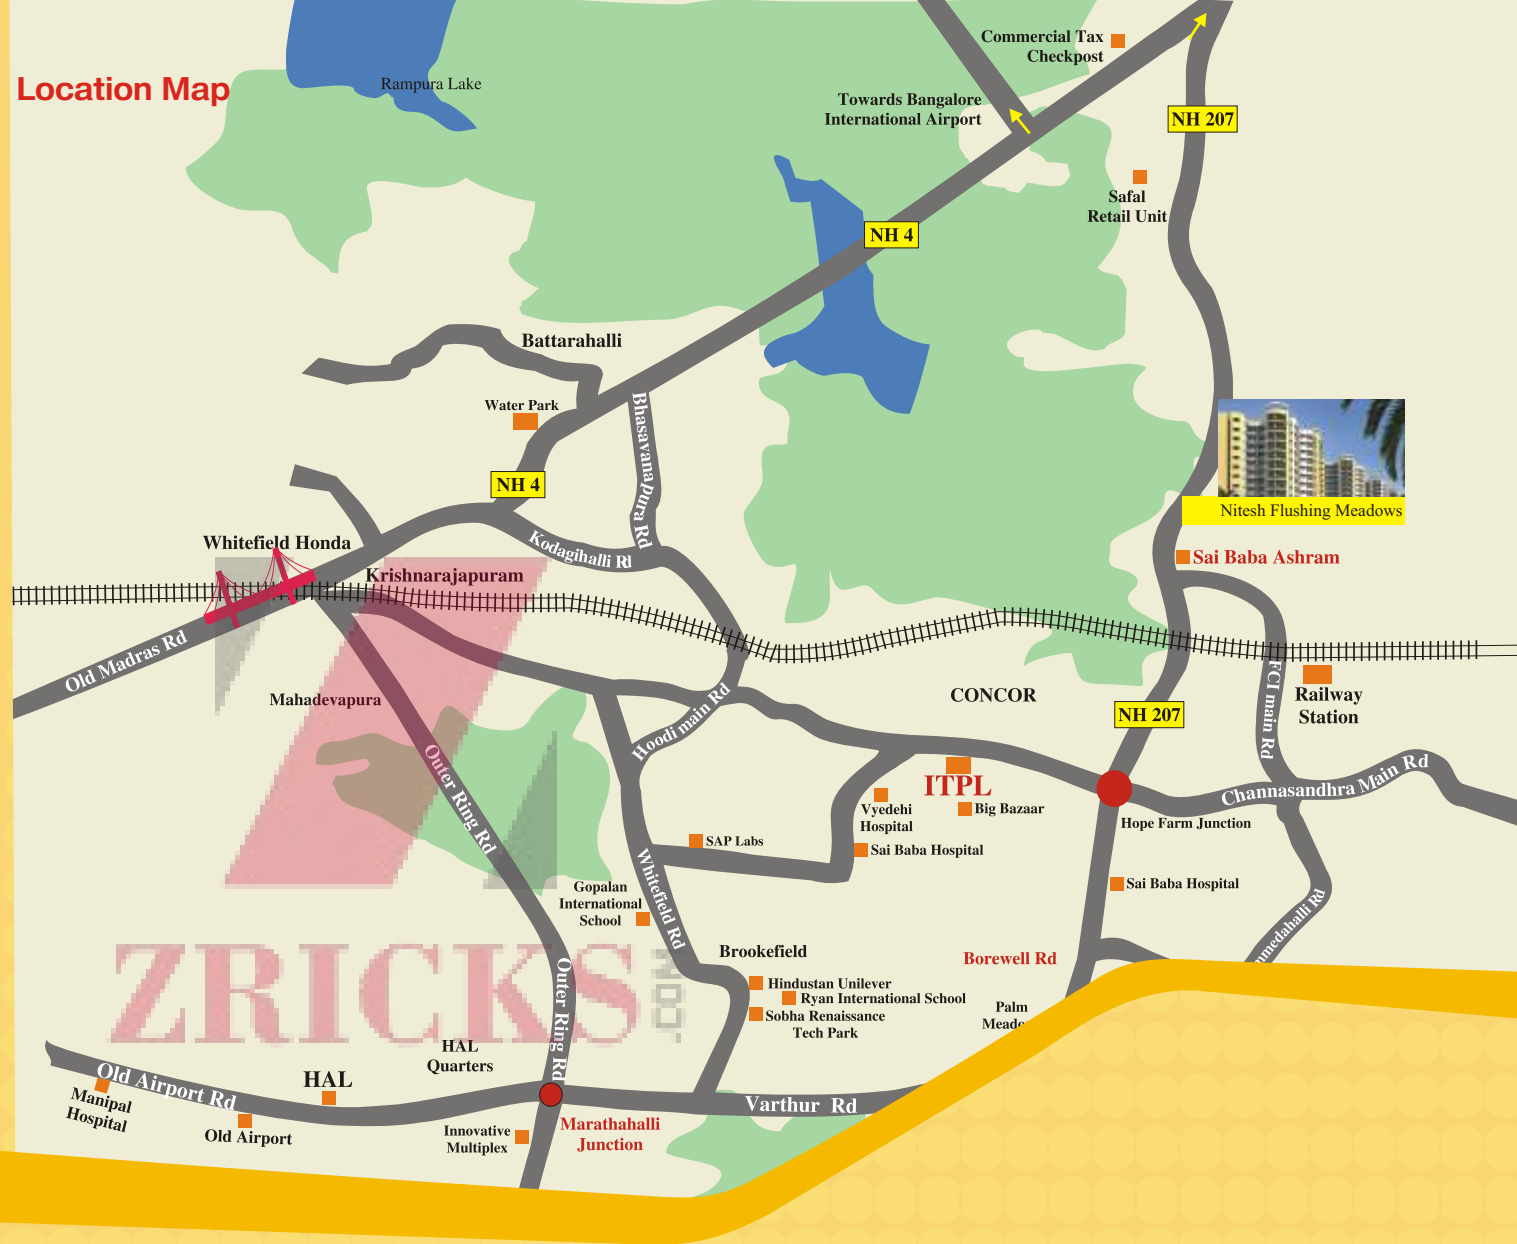 Location Map
Rampura Lake
Commercial Tax
Checkpost
Towards Bangalore
International Airport
NH 207
Safal
Retail Unit
NH 4
Battarahalli
Water Park
Bhasavanapura Rd
NH 4
Nitesh Flushing Meadows
Whitefield Honda
Kodagihalli Rd
Sai Baba Ashram
Krishnarajapuram
Old Madras Rd
Mahadevapura
Hoodi main Rd
CONCOR
NH 207
FCI main Rd
Railway
Station
Outer Ring Rd
ITPL
Vyedehi
Hospital
Big Bazaar
Channasandhra Main Rd
Hope Farm Junction
SAP Labs
Sai Baba Hospital
Whitefield Rd
Gopalan
International
School
Sai Baba Hospital
Brookefield
Borewell Rd
Hindustan Unilever
Ryan International School
Sobha Renaissance
Tech Park
Palm
ZRICKS
.COM
Outer Ring Rd
HAL
Quarters
Old Airport Rd
HAL
Manipal
Hospital
Old Airport
Varthur Rd
Innovative
Multiplex
Marathahalli
Junction